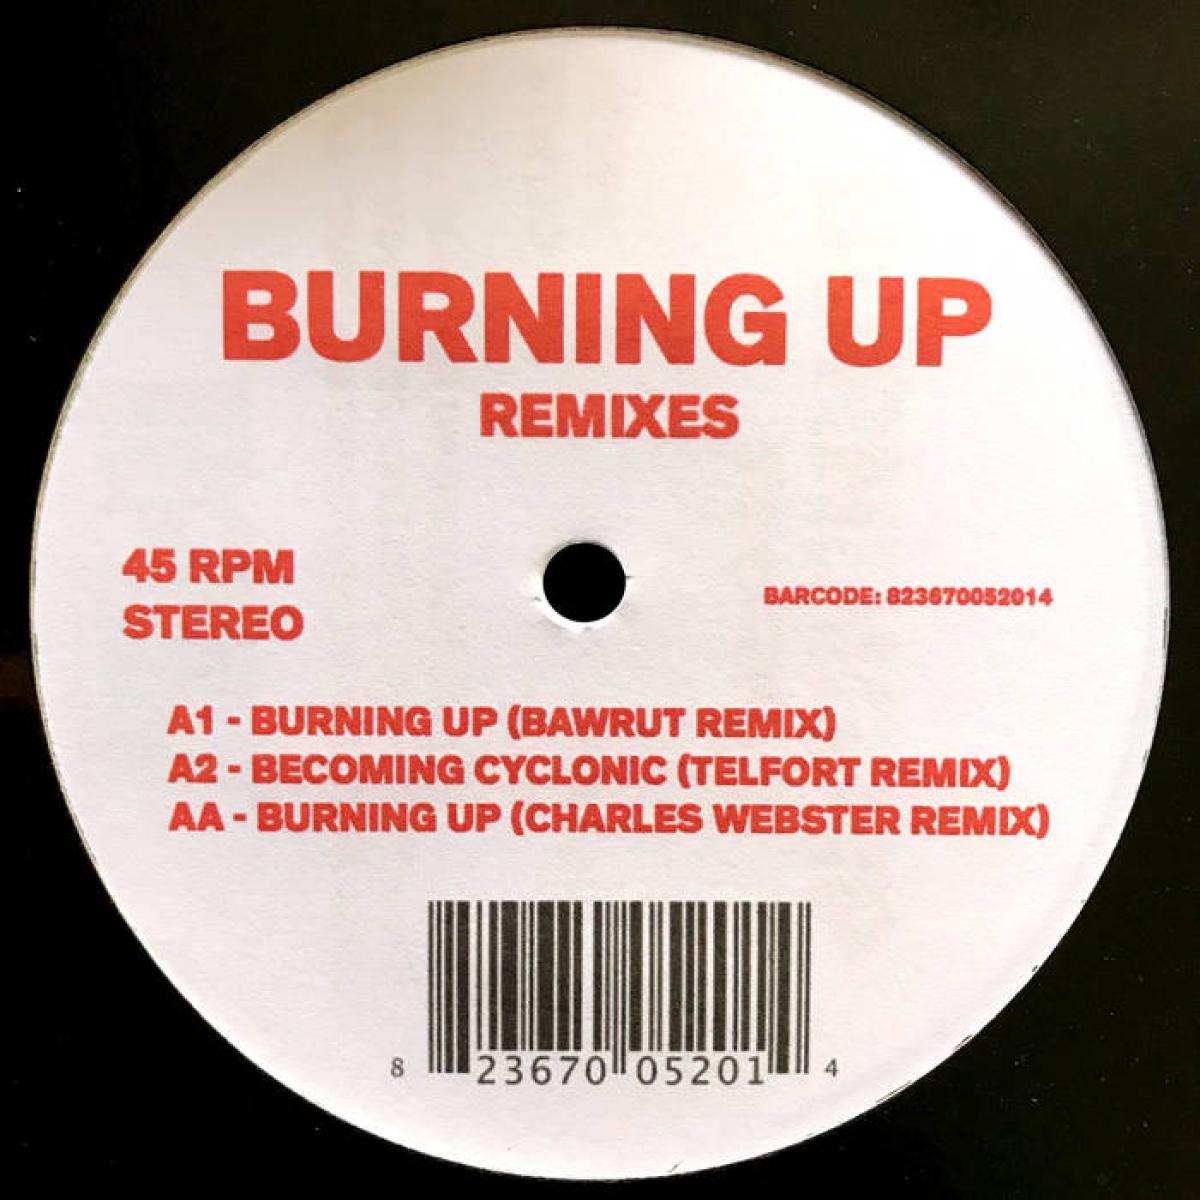 BURNING UP
REMIXES
45 RPM
STEREO
BARCODE: 823670052014
A1 - BURNING UP (BAWRUT REMIX)
A2 - BECOMING CYCLONIC (TELFORT REMIX)
AA - BURNING UP (CHARLES WEBSTER REMIX)
8 23670 05201 4